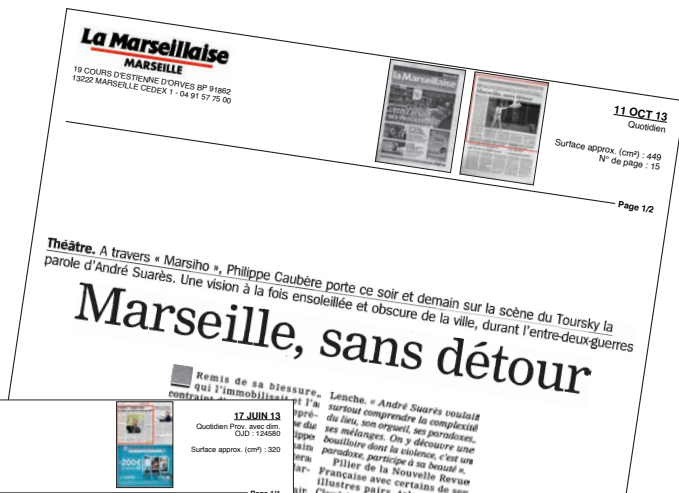 La Marseillaise
MARSEILLE
19 COURS D'ESTIENNE D'ORVES BP 91862
13222 MARSEILLE CEDEX 1 - 04 91 57 75 00
11 OCT 13
Quotidien
Surface approx. (cm²) : 449
N° de page : 15
Page 1/2
Théâtre. A travers « Marsiho », Philippe Caubère porte ce soir et demain sur la scène du Toursky la
parole d'André Suarès. Une vision à la fois ensoleillée et obscure de la ville, durant l'entre-deux-guerres
Marseille, sans détour
Remis de sa blessure,
qui l'immobilisait et l'a
Lenche. « André Suarès voulait
surtout comprendre la complexité
du lieu, son orgueil, ses paradoxes,
ses mélanges. On y découvre une
bouilloire dont la violence, c'est un
paradoxe, participe à sa beauté ».
Pilier de la Nouvelle Revue
Française avec certains de ses
17 JUIN 13
Quotidien Prov. avec dim.
OJD : 124580
Surface approx. (cm²) : 320
Page 1/1